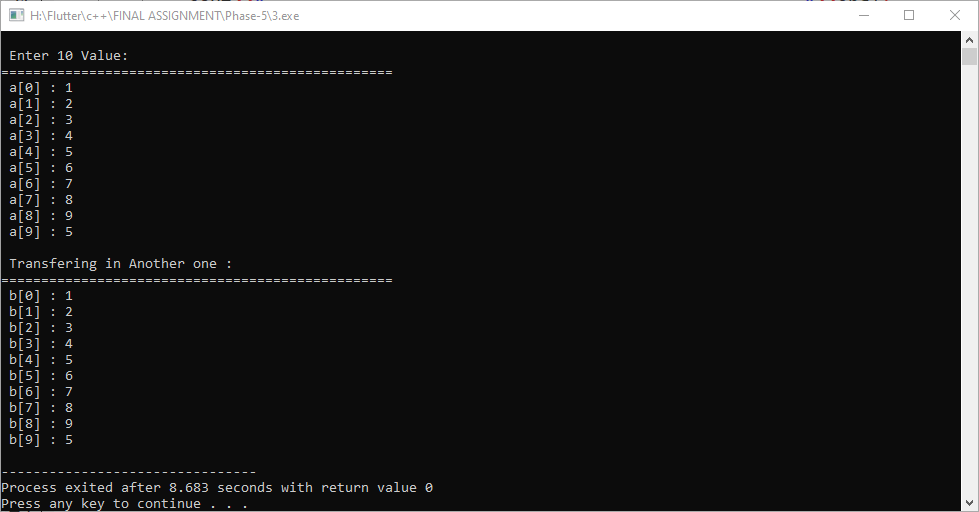 H:\Flutter\c++\FINAL ASSIGNMENT\Phase-5\3.exe
Enter 10 Value:
=================================================
a[0] : 1
a[1] : 2
a[2] : 3
a[3] : 4
a[4] : 5
a[5] : 6
a[6] : 7
a[7] : 8
a[8] : 9
a[9] : 5
Transfering in Another one :
=================================================
b[0] : 1
b[1] : 2
b[2] : 3
b[3] : 4
b[4] : 5
b[5] : 6
b[6] : 7
b[7] : 8
b[8] : 9
b[9] : 5
--------------------------------
Process exited after 8.683 seconds with return value 0
Press any key to continue . . .